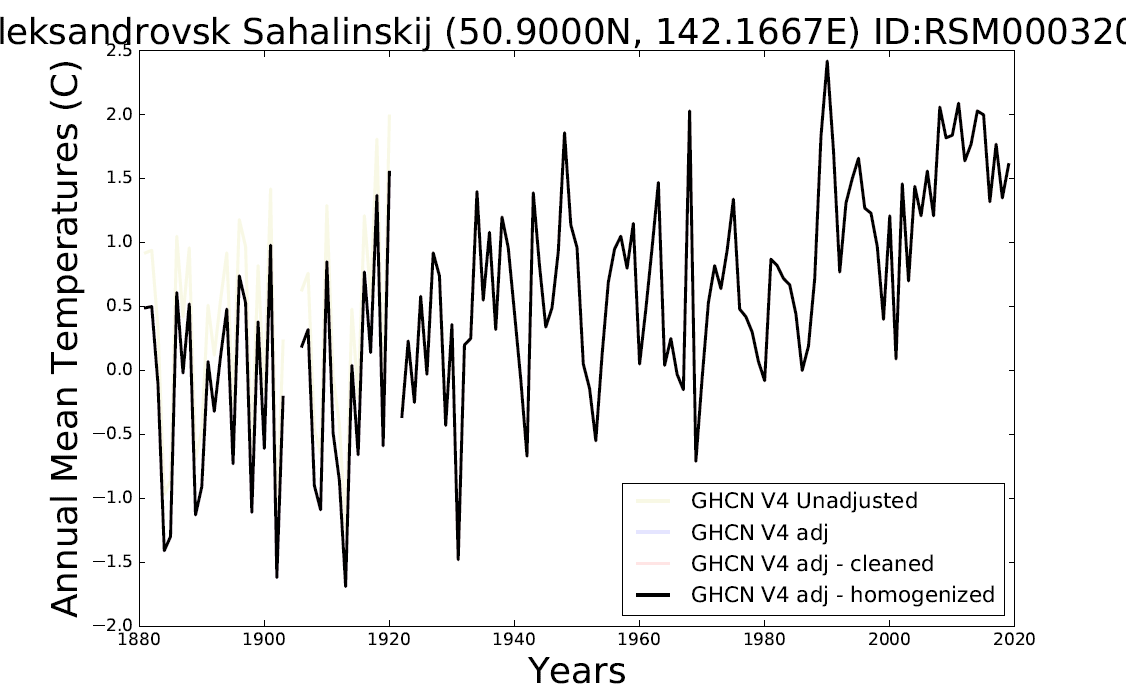 leksandrovsk Sahalinskij (50.9000N, 142.1667E) ID:RSM000320
Annual Mean Temperatures (C)
2.5
2.0
1.5
1.0
0.5
0.0
−0.5
−1.0
−1.5
−2.0
GHCN V4 Unadjusted
GHCN V4 adj
GHCN V4 adj - cleaned
GHCN V4 adj - homogenized
1880 1900 1920 1940 1960 1980 2000 2020
Years